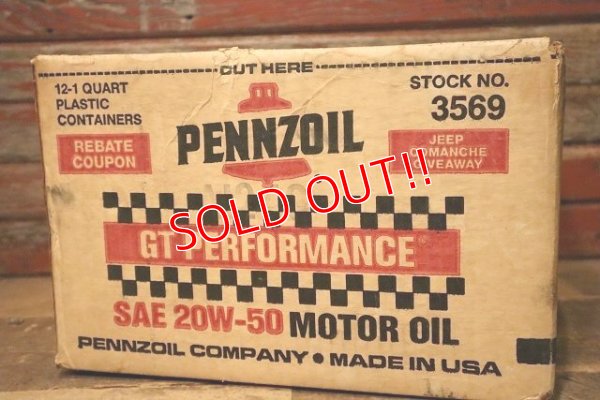 CUT HERE
12-1 QUART
PLASTIC
CONTAINERS
STOCK NO.
3569
PENNZOIL
REBATE
COUPON
JEEP
COMANCHE
GIVEAWAY
SOLD OUT!!
GT PERFORMANCE®
SAE 20W-50 MOTOR OIL
PENNZOIL COMPANY • MADE IN USA